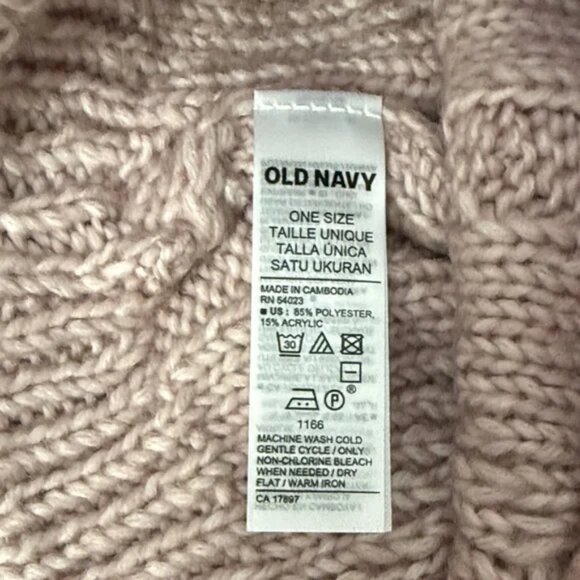 OLD NAVY
ONE SIZE
TAILLE UNIQUE
TALLA ÚNICA
SATU UKURAN
MADE IN CAMBODIA
RN 54023
■ US : 85% POLYESTER,
15% ACRYLIC
30
P
®
1166
MACHINE WASH COLD
GENTLE CYCLE / ONLY
NON-CHLORINE BLEACH
WHEN NEEDED / DRY
FLAT / WARM IRON
CA 17897